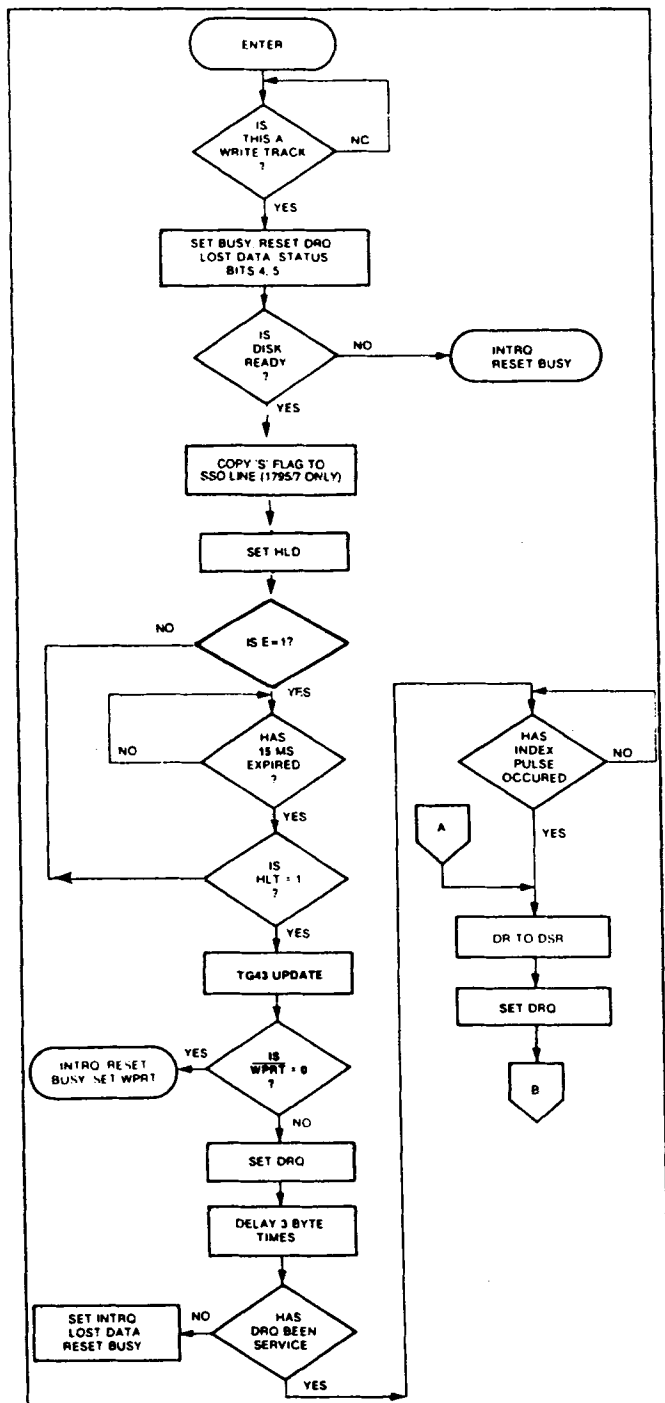 ENTER
IS
THIS A
WRITE TRACK
?
NC
YES
SET BUSY RESET DRQ
LOST DATA STATUS
BITS 4, 5
IS
DISK
READY
?
NO
INTRQ
RESET BUSY
YES
COPY 'S' FLAG TO
SSO LINE (1795/7 ONLY)
SET HLD
IS E = 1?
NO
YES
HAS
15 MS
EXPIRED
?
NO
YES
IS
HLT = 1
?
YES
TG43 UPDATE
IS
WPRT = 0
?
YES
INTRQ RESET
BUSY SET WPRT
NO
SET DRQ
DELAY 3 BYTE
TIMES
HAS
DRQ BEEN
SERVICE
NO
SET INTRQ
LOST DATA
RESET BUSY
YES
HAS
INDEX
PULSE
OCCURED
NO
YES
A
DR TO DSR
SET DRQ
B